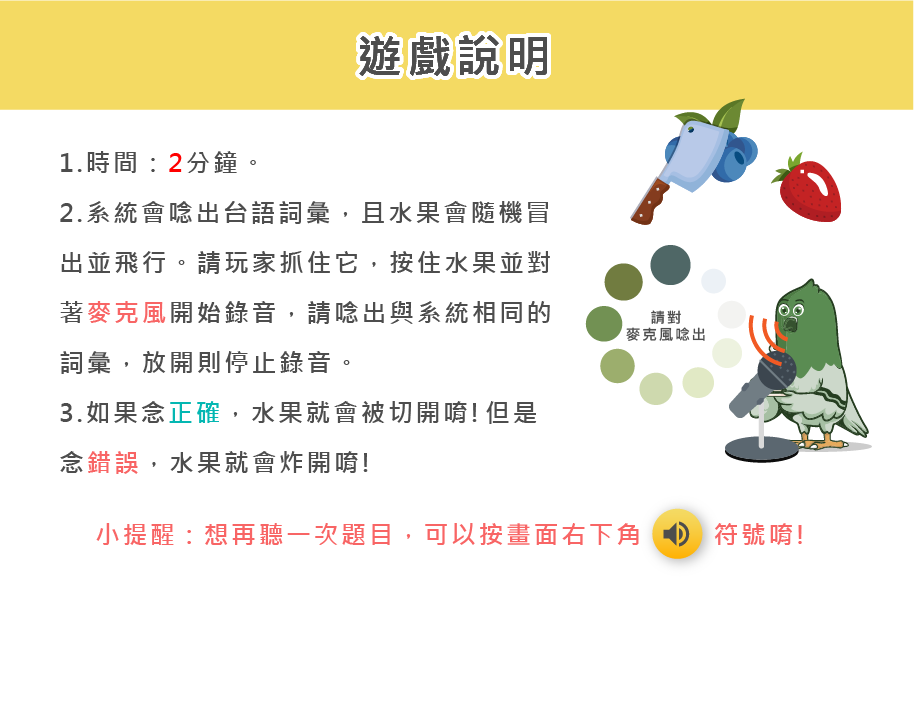 遊戲說明
1.時間：2分鐘。
2.系統會唸出台語詞彙，且水果會隨機冒
出並飛行。請玩家抓住它，按住水果並對
著麥克風開始錄音，請唸出與系統相同的
詞彙，放開則停止錄音。
3.如果念正確，水果就會被切開唷!但是
念錯誤，水果就會炸開唷!
請對
麥克風唸出
小提醒：想再聽一次題目，可以按畫面右下角 符號唷!